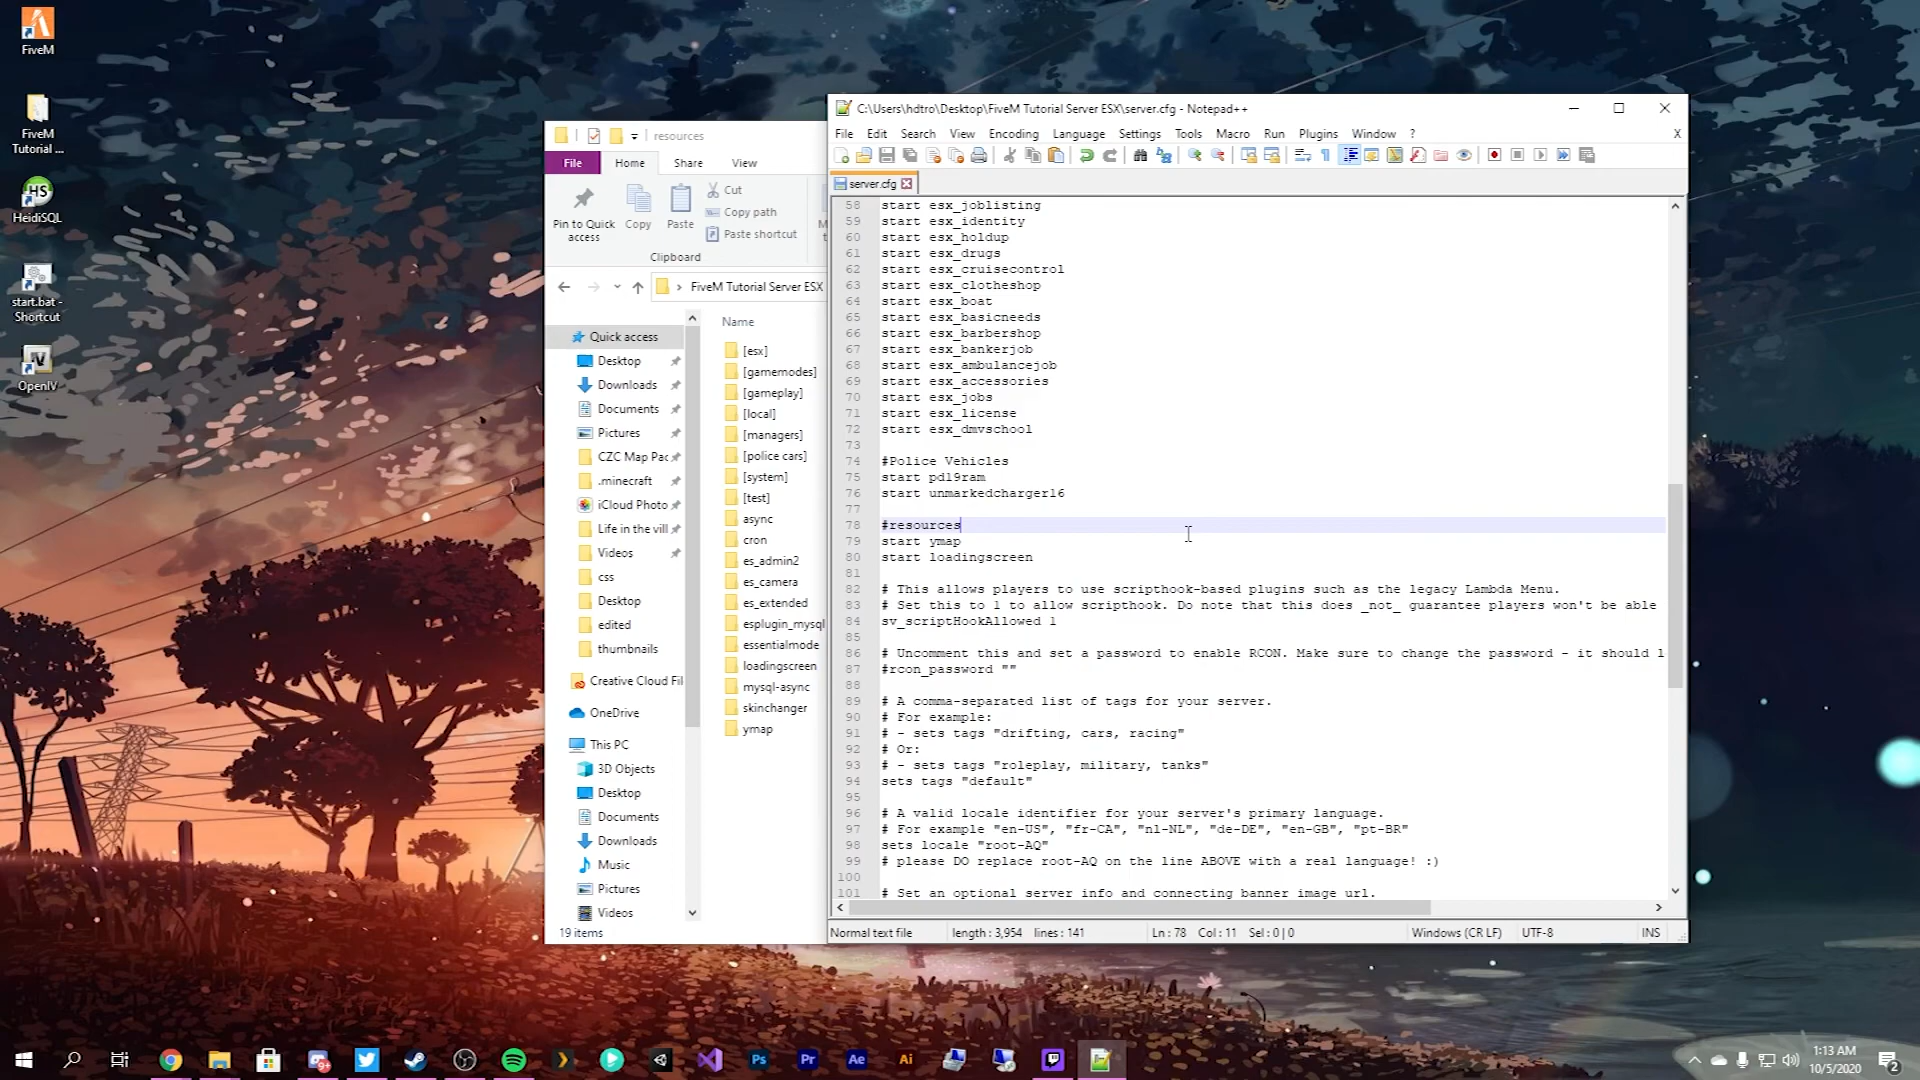 FiveM
FiveM
Tutorial ...
HeidiSQL
start.bat -
Shortcut
OpenIV
resources
File
Home
Share
View
Pin to Quick
access
Copy
Paste
Cut
Copy path
Paste shortcut
Clipboard
FiveM Tutorial Server ESX
Name
Quick access
Desktop
Downloads
Documents
Pictures
CZC Map Pac
.minecraft
iCloud Photo
Life in the vill
Videos
css
Desktop
edited
thumbnails
Creative Cloud Fil
OneDrive
This PC
3D Objects
Desktop
Documents
Downloads
Music
Pictures
Videos
[esx]
[gamemodes]
[gameplay]
[local]
[managers]
[police cars]
[system]
[test]
async
cron
es_admin2
es_camera
es_extended
esplugin_mysql
essentialmode
loadingscreen
mysql-async
skinchanger
ymap
19 items
C:\Users\hdtro\Desktop\FiveM Tutorial Server ESX\server.cfg - Notepad++
File Edit Search View Encoding Language Settings Tools Macro Run Plugins Window ?
X
server.cfg
58 start esx_joblisting
59 start esx_identity
60 start esx_holdup
61 start esx_drugs
62 start esx_cruisecontrol
63 start esx_clotheshop
64 start esx_boat
65 start esx_basicneeds
66 start esx_barbershop
67 start esx_bankerjob
68 start esx_ambulancejob
69 start esx_accessories
70 start esx_jobs
71 start esx_license
72 start esx_dmvschool
73
74 #Police Vehicles
75 start pd19ram
76 start unmarkedcharger16
77
78 #resources
79 start ymap
80 start loadingscreen
81
82 # This allows players to use scripthook-based plugins such as the legacy Lambda Menu.
83 # Set this to 1 to allow scripthook. Do note that this does _not_ guarantee players won't be able
84 sv_scriptHookAllowed 1
85
86 # Uncomment this and set a password to enable RCON. Make sure to change the password - it should l
87 #rcon_password ""
88
89 # A comma-separated list of tags for your server.
90 # For example:
91 # - sets tags "drifting, cars, racing"
92 # Or:
93 # - sets tags "roleplay, military, tanks"
94 sets tags "default"
95
96 # A valid locale identifier for your server's primary language.
97 # For example "en-US", "fr-CA", "nl-NL", "de-DE", "en-GB", "pt-BR"
98 sets locale "root-AQ"
99 # please DO replace root-AQ on the line ABOVE with a real language! :)
100
101 # Set an optional server info and connecting banner image url.
Normal text file
length : 3,954 lines : 141
Ln : 78 Col : 11 Sel : 0 | 0
Windows (CR LF)
UTF-8
INS
Ps
Pr
Ae
Ai
1:13 AM
10/5/2020
2